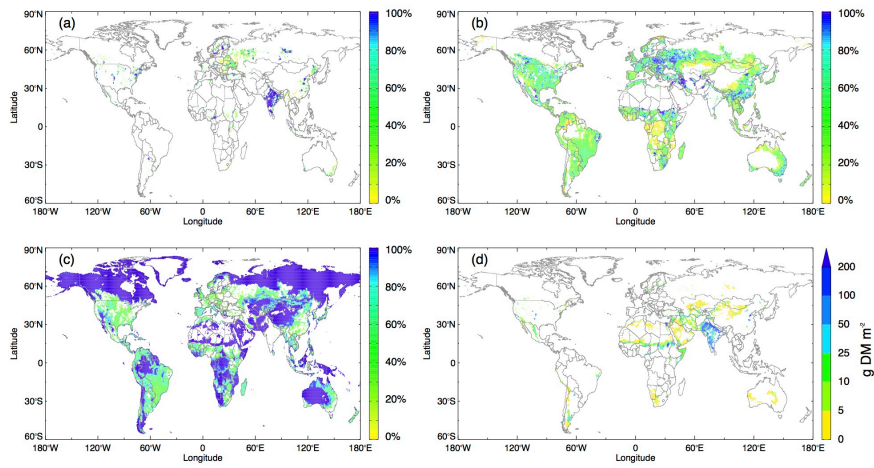 (a)
90°N
60°N
30°N
0
30°S
60°S
Latitude
180°W
120°W
60°W
0
60°E
120°E
180°E
Longitude
100%
80%
60%
40%
20%
0%
(b)
90°N
60°N
30°N
0
30°S
60°S
Latitude
180°W
120°W
60°W
0
60°E
120°E
180°E
Longitude
100%
80%
60%
40%
20%
0%
(c)
90°N
60°N
30°N
0
30°S
60°S
Latitude
180°W
120°W
60°W
0
60°E
120°E
180°E
Longitude
100%
80%
60%
40%
20%
0%
(d)
90°N
60°N
30°N
0
30°S
60°S
Latitude
180°W
120°W
60°W
0
60°E
120°E
180°E
Longitude
200
100
50
25
10
5
0
g DM m²